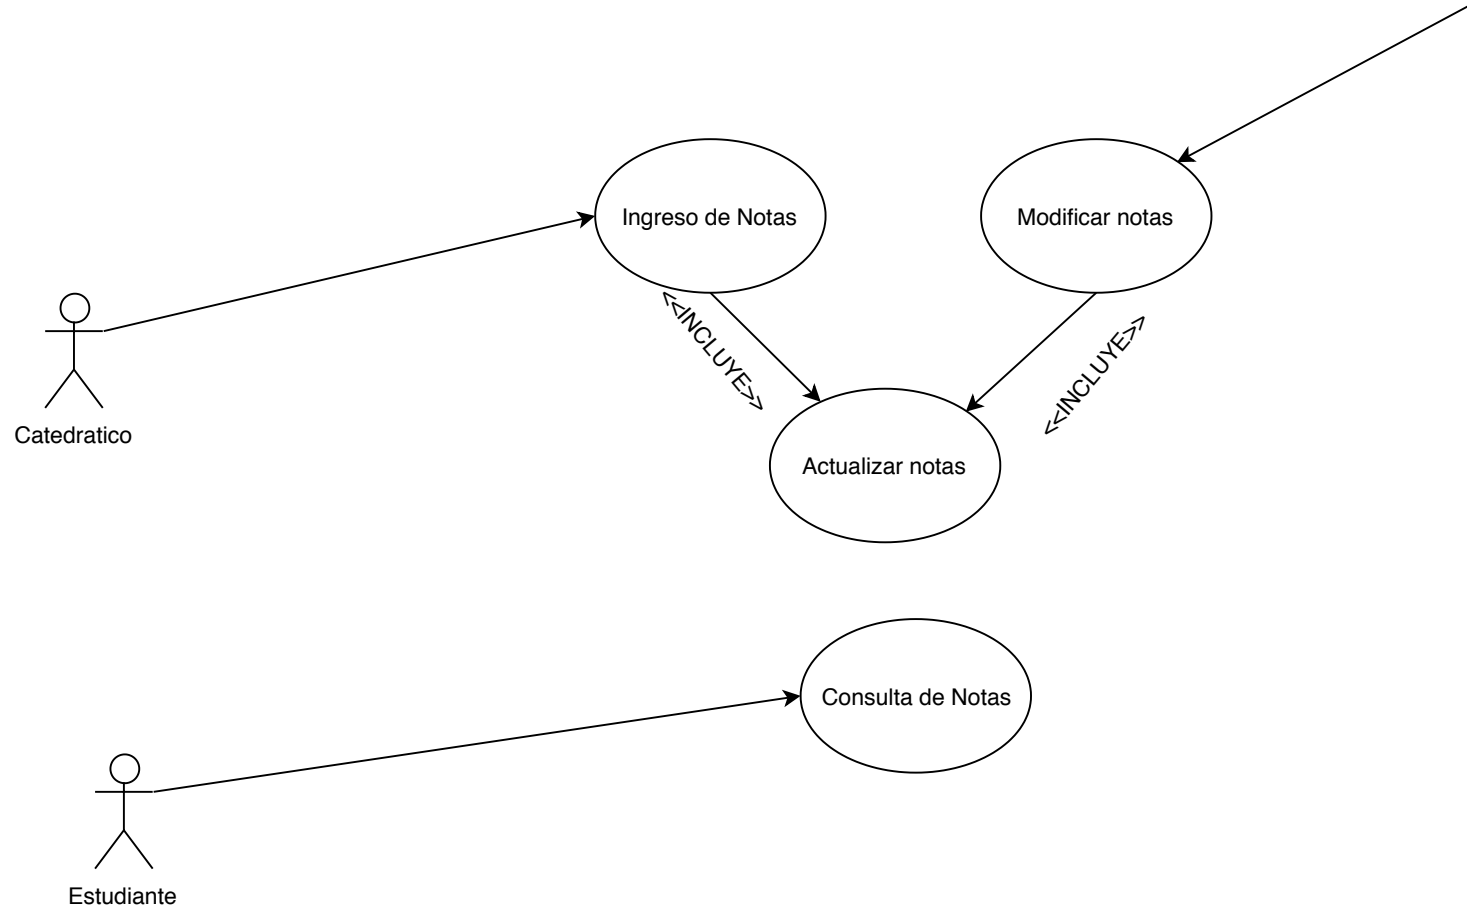 Ingreso de Notas
Modificar notas
<<INCLUYE>>
<<INCLUYE>>
Catedratico
Actualizar notas
Consulta de Notas
Estudiante